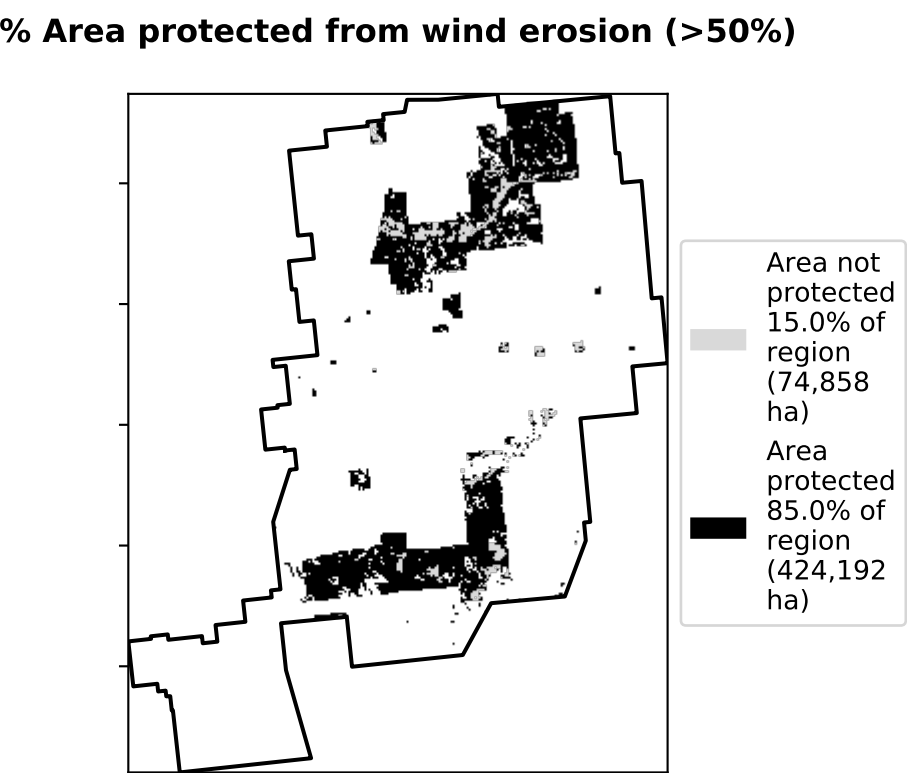 % Area protected from wind erosion (>50%)
Area not
protected
15.0% of
region
(74,858
ha)
Area
protected
85.0% of
region
(424,192
ha)